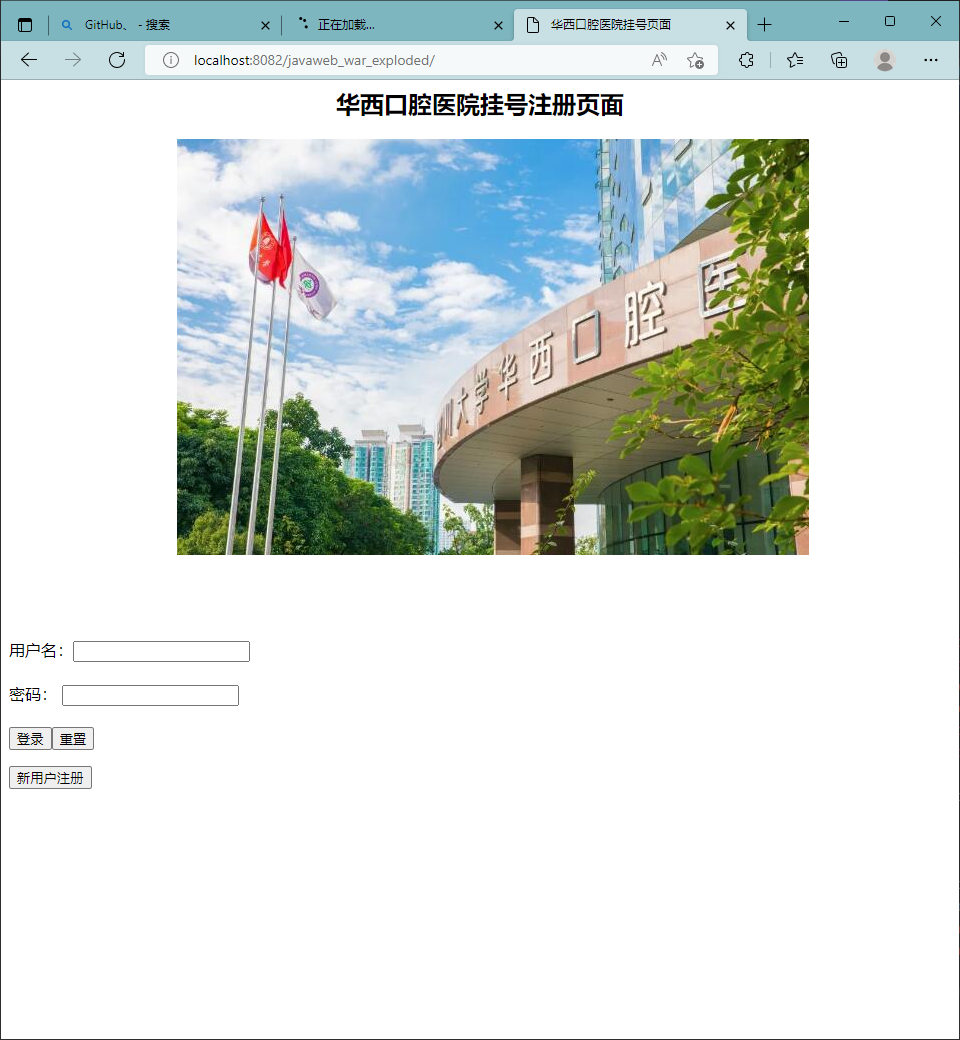 GitHub、 - 搜索
正在加载...
华西口腔医院挂号页面
localhost:8082/javaweb_war_exploded/
华西口腔医院挂号注册页面
四川大学华西口腔医
用户名：
密码：
登录 重置
新用户注册